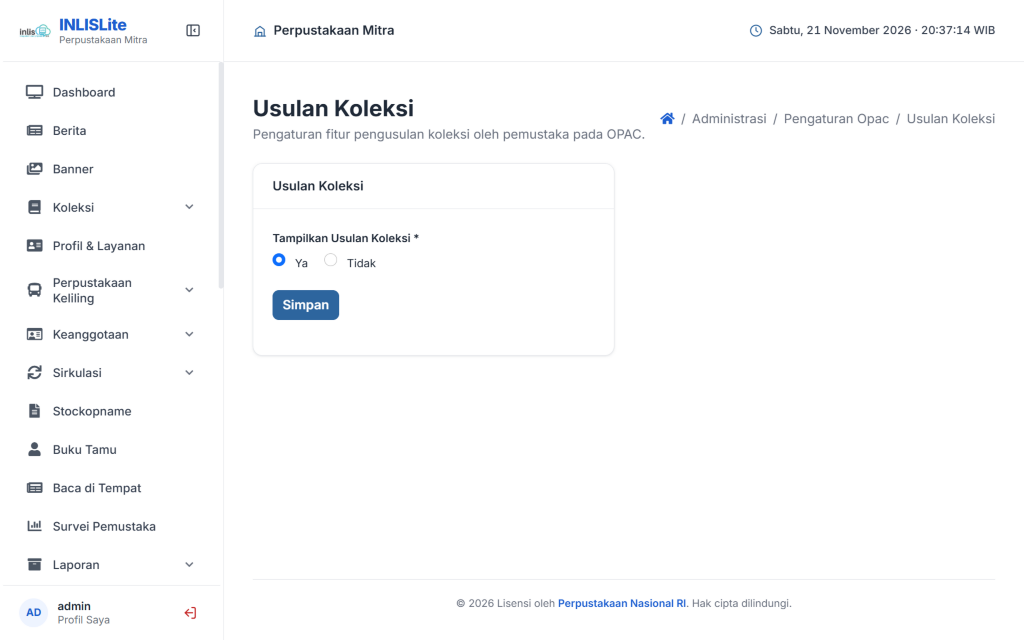 inlis
INLISLite
Perpustakaan Mitra
Perpustakaan Mitra
Sabtu, 21 November 2026 · 20:37:14 WIB
Dashboard
Berita
Banner
Koleksi
Profil & Layanan
Perpustakaan
Keliling
Keanggotaan
Sirkulasi
Stockopname
Buku Tamu
Baca di Tempat
Survei Pemustaka
Laporan
AD
admin
Profil Saya
Usulan Koleksi
Pengaturan fitur pengusulan koleksi oleh pemustaka pada OPAC.
/ Administrasi / Pengaturan Opac / Usulan Koleksi
Usulan Koleksi
Tampilkan Usulan Koleksi *
Ya Tidak
Simpan
© 2026 Lisensi oleh Perpustakaan Nasional RI. Hak cipta dilindungi.